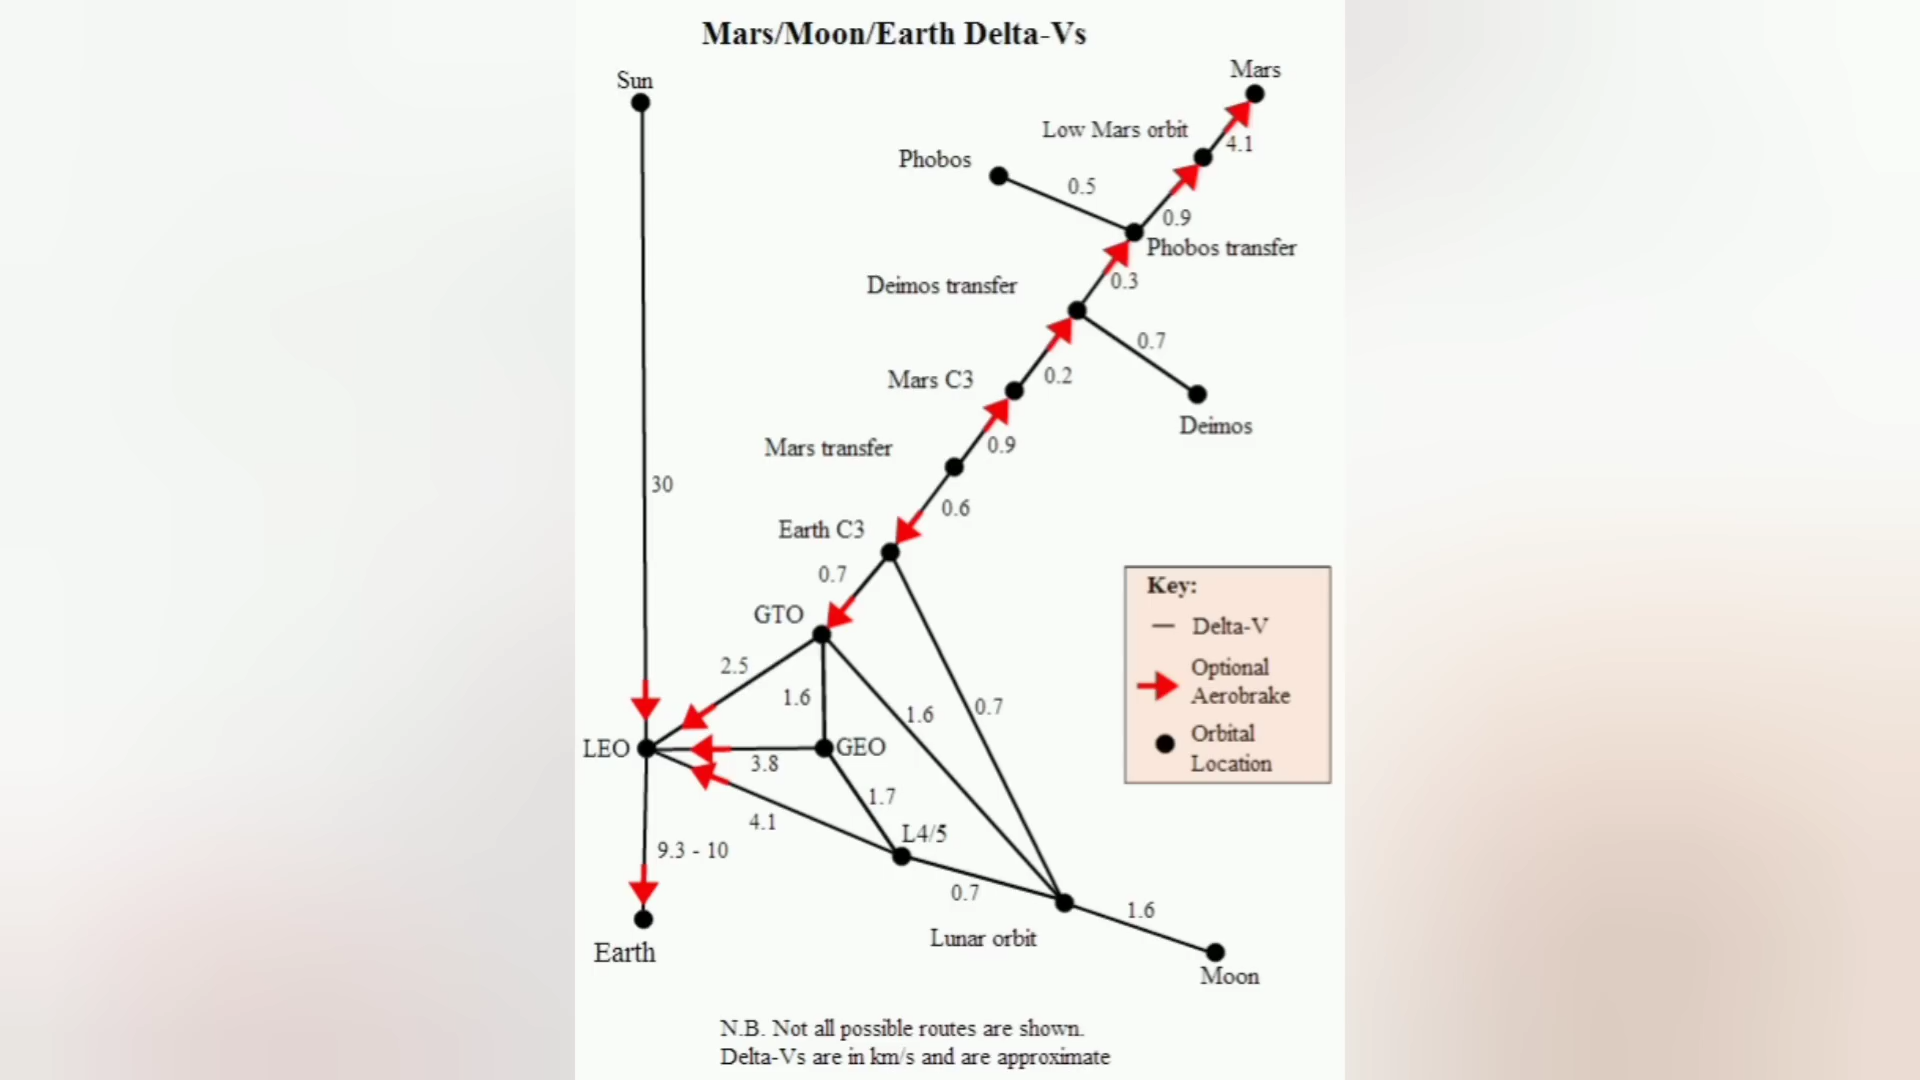 Mars/Moon/Earth Delta-Vs
Sun
Mars
Low Mars orbit
4.1
Phobos
0.5
0.9
Phobos transfer
Deimos transfer
0.3
0.7
Mars C3
0.2
Deimos
Mars transfer
0.9
30
0.6
Earth C3
0.7
GTO
2.5
1.6
1.6
0.7
LEO
GEO
3.8
1.7
4.1
L4/5
9.3 - 10
0.7
1.6
Earth
Lunar orbit
Moon
Key:
Delta-V
Optional
Aerobrake
Orbital
Location
N.B. Not all possible routes are shown.
Delta-Vs are in km/s and are approximate